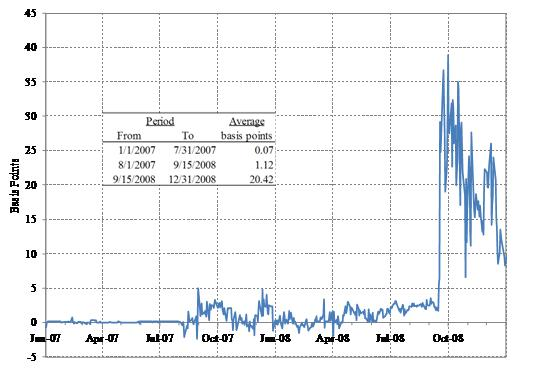 45
40
35
30
25
20
15
10
5
0
-5
Basis Points
Period Average
From To basis points
1/1/2007 7/31/2007 0.07
8/1/2007 9/15/2008 1.12
9/15/2008 12/31/2008 20.42
Jan-07 Apr-07 Jul-07 Oct-07 Jan-08 Apr-08 Jul-08 Oct-08